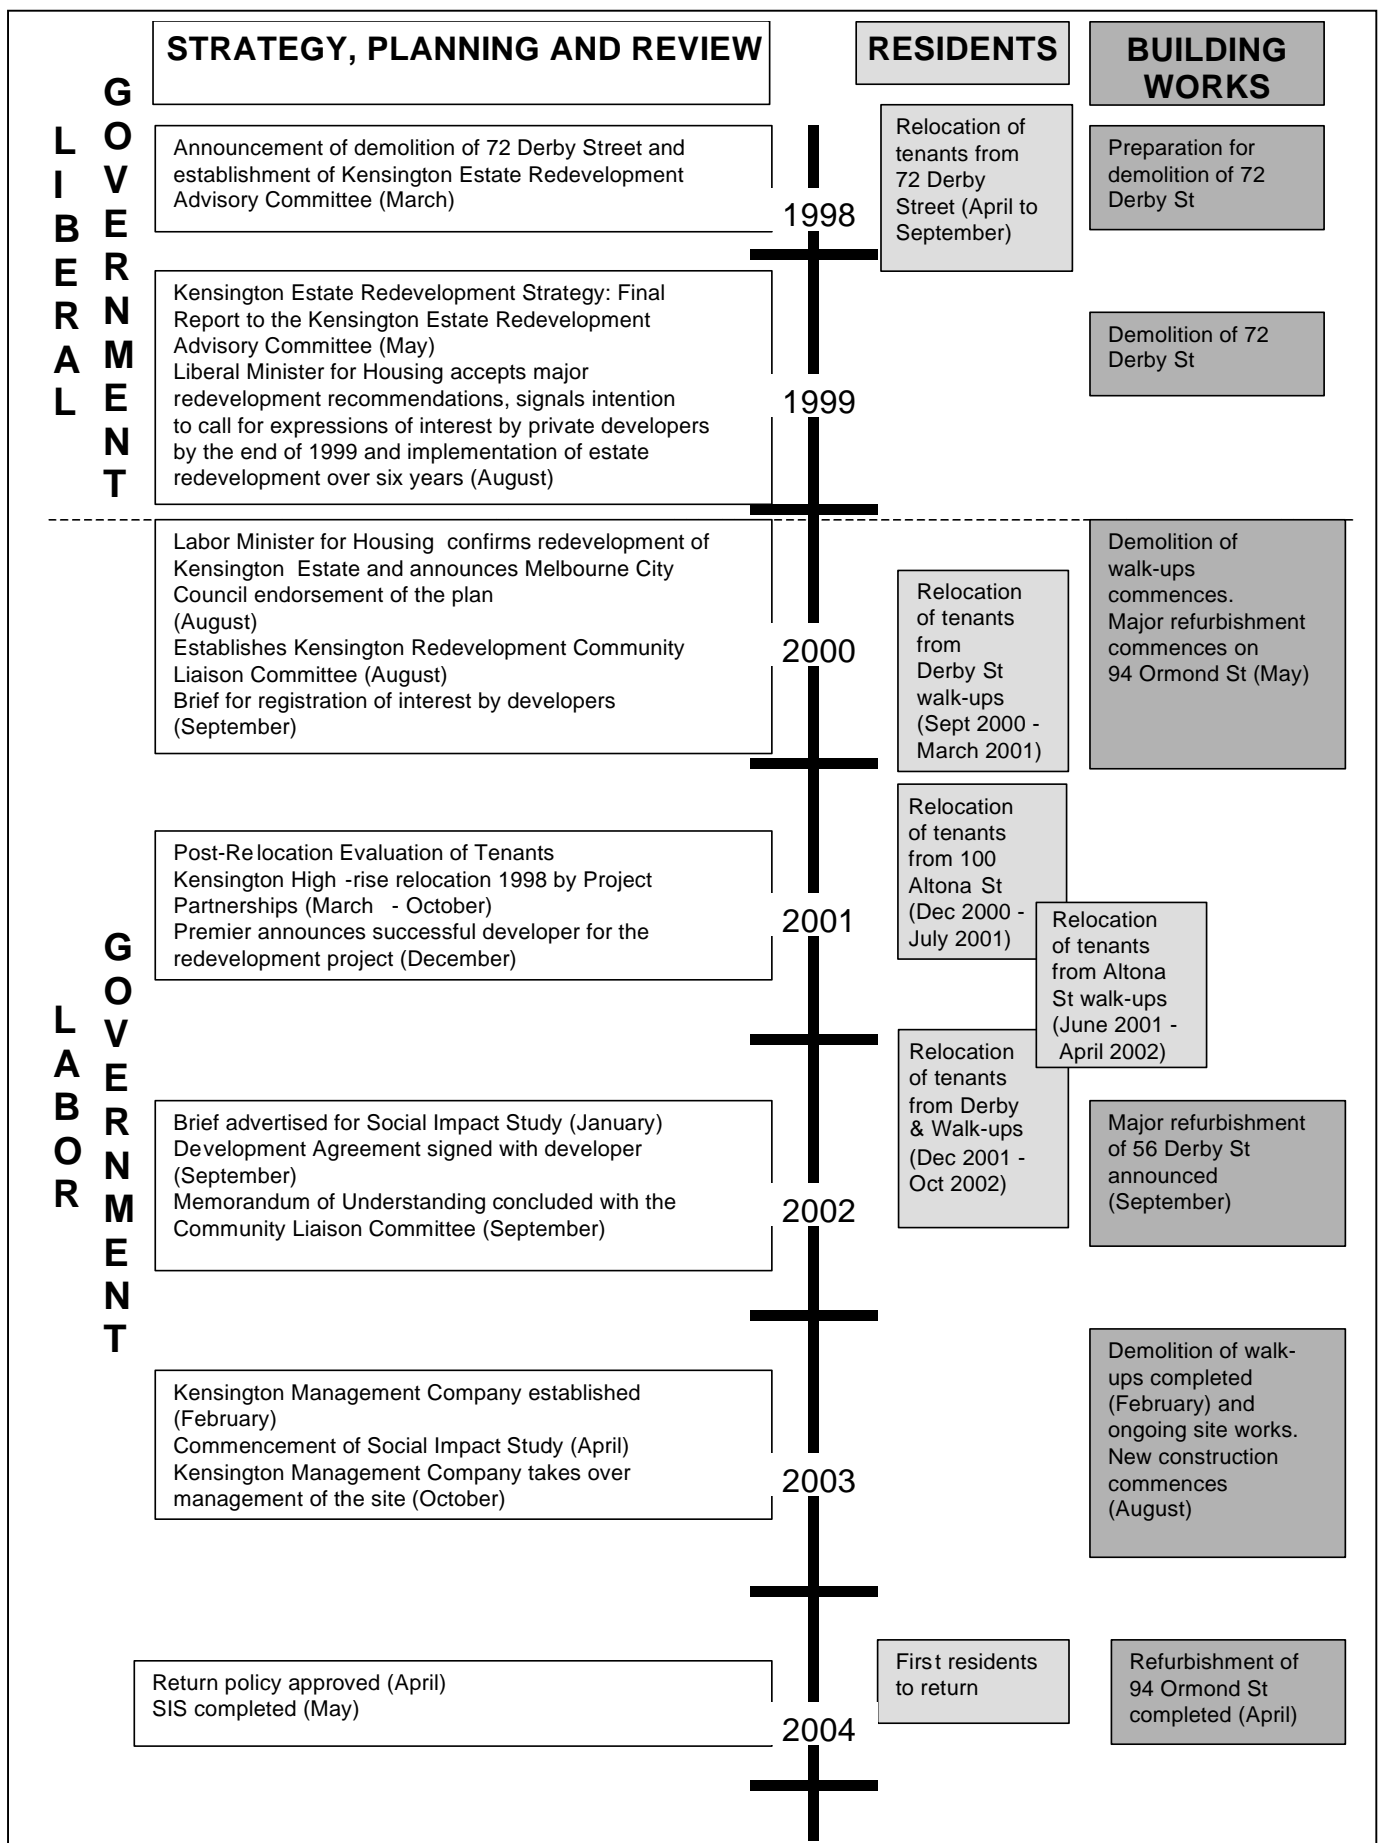 STRATEGY, PLANNING AND REVIEW
RESIDENTS
BUILDING
WORKS
LIBERAL
GOVERNMENT
Announcement of demolition of 72 Derby Street and
establishment of Kensington Estate Redevelopment
Advisory Committee (March)
1998
Relocation of
tenants from
72 Derby
Street (April to
September)
Preparation for
demolition of 72
Derby St
Kensington Estate Redevelopment Strategy: Final
Report to the Kensington Estate Redevelopment
Advisory Committee (May)
Liberal Minister for Housing accepts major
redevelopment recommendations, signals intention
to call for expressions of interest by private developers
by the end of 1999 and implementation of estate
redevelopment over six years (August)
1999
Demolition of 72
Derby St
LABOR
GOVERNMENT
Labor Minister for Housing confirms redevelopment of
Kensington Estate and announces Melbourne City
Council endorsement of the plan
(August)
Establishes Kensington Redevelopment Community
Liaison Committee (August)
Brief for registration of interest by developers
(September)
2000
Relocation
of tenants
from
Derby St
walk-ups
(Sept 2000 -
March 2001)
Demolition of
walk-ups
commences.
Major refurbishment
commences on
94 Ormond St (May)
Post-Relocation Evaluation of Tenants
Kensington High -rise relocation 1998 by Project
Partnerships (March - October)
Premier announces successful developer for the
redevelopment project (December)
2001
Relocation
of tenants
from 100
Altona St
(Dec 2000 -
July 2001)
Relocation
of tenants
from Altona
St walk-ups
(June 2001 -
April 2002)
Brief advertised for Social Impact Study (January)
Development Agreement signed with developer
(September)
Memorandum of Understanding concluded with the
Community Liaison Committee (September)
2002
Relocation
of tenants
from Derby
& Walk-ups
(Dec 2001 -
Oct 2002)
Major refurbishment
of 56 Derby St
announced
(September)
Kensington Management Company established
(February)
Commencement of Social Impact Study (April)
Kensington Management Company takes over
management of the site (October)
2003
Demolition of walk-
ups completed
(February) and
ongoing site works.
New construction
commences
(August)
Return policy approved (April)
SIS completed (May)
2004
First residents
to return
Refurbishment of
94 Ormond St
completed (April)